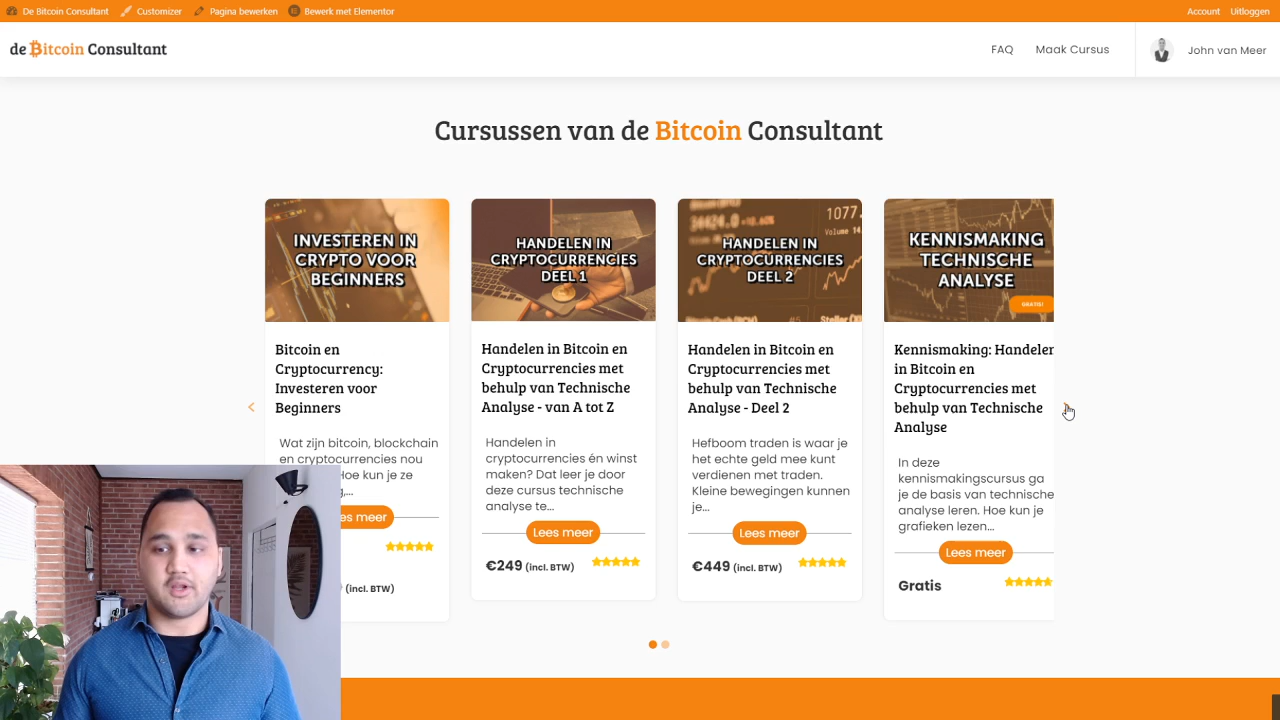 De Bitcoin Consultant
Customizer
Pagina bewerken
Bewerk met Elementor
Account
Uitloggen
de Bitcoin Consultant
FAQ
Maak Cursus
John van Meer
Cursussen van de Bitcoin Consultant
INVESTEREN IN
CRYPTO VOOR
BEGINNERS
Bitcoin en
Cryptocurrency:
Investeren voor
Beginners
Wat zijn bitcoin, blockchain
en cryptocurrencies nou
Hoe kun je ze
meer
(incl. BTW)
HANDELEN IN
CRYPTOCURRENCIES
DEEL 1
Handelen in Bitcoin en
Cryptocurrencies met
behulp van Technische
Analyse - van A tot Z
Handelen in
cryptocurrencies én winst
maken? Dat leer je door
deze cursus technische
analyse te...
Lees meer
€249 (incl. BTW)
1077.
Volume 14,
HANDELEN IN
CRYPTOCURRENCIES
DEEL 2
Handelen in Bitcoin en
Cryptocurrencies met
behulp van Technische
Analyse - Deel 2
Hefboom traden is waar je
het echte geld mee kunt
verdienen met traden.
Kleine bewegingen kunnen
je...
Lees meer
€449 (incl. BTW)
KENNISMAKING
TECHNISCHE
ANALYSE
GRATIS!
Kennismaking: Handelen
in Bitcoin en
Cryptocurrencies met
behulp van Technische
Analyse
In deze
kennismakingscursus ga
je de basis van technische
analyse leren. Hoe kun je
grafieken lezen...
Lees meer
Gratis